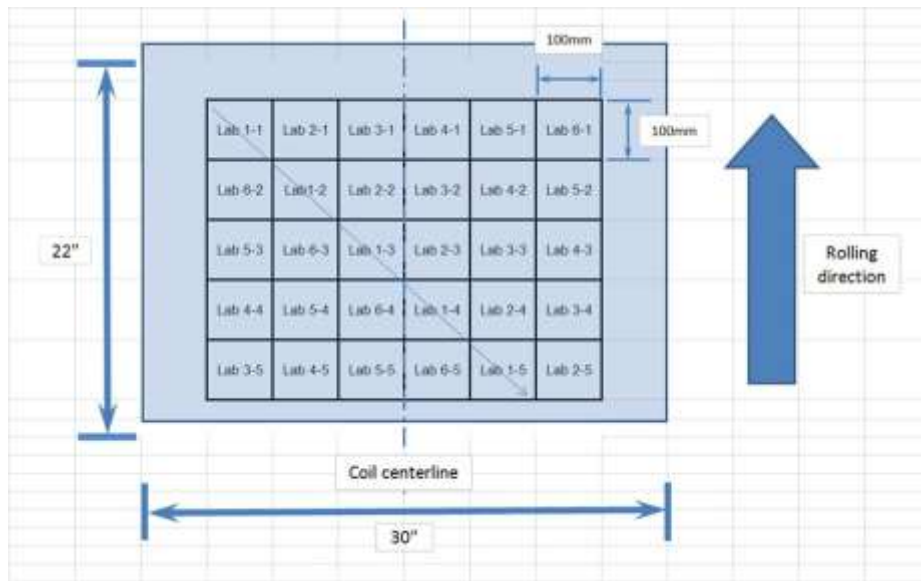 100mm
Lab 1-1 Lab 2-1 Lab 3-1 Lab 4-1 Lab 5-1 Lab 6-1
100mm
Lab 6-2 Lab 1-2 Lab 2-2 Lab 3-2 Lab 4-2 Lab 5-2
22"
Lab 5-3 Lab 6-3 Lab 1-3 Lab 2-3 Lab 3-3 Lab 4-3
Rolling
direction
Lab 4-4 Lab 5-4 Lab 6-4 Lab 1-4 Lab 2-4 Lab 3-4
Lab 3-5 Lab 4-5 Lab 5-5 Lab 6-5 Lab 1-5 Lab 2-5
Coil centerline
30"